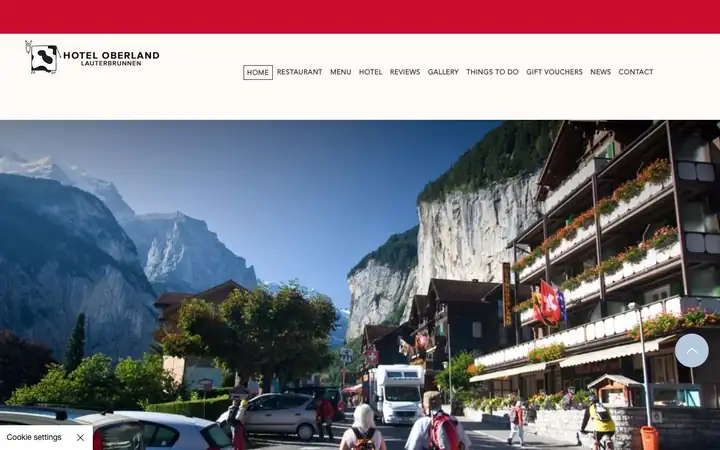 HOTEL OBERLAND
LAUTERBRUNNEN
HOME RESTAURANT MENU HOTEL REVIEWS GALLERY THINGS TO DO GIFT VOUCHERS NEWS CONTACT
Cookie settings